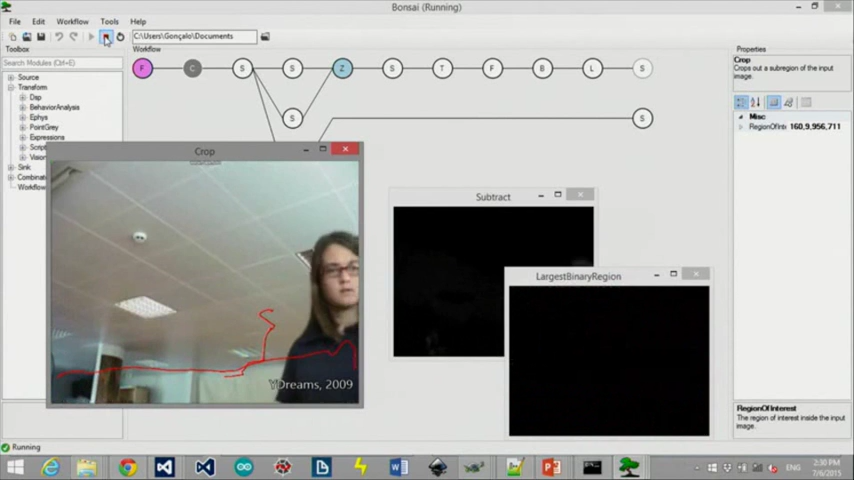 Bonsai (Running)
File Edit Workflow Tools Help
C:\Users\Gonçalo\Documents
Toolbox
Workflow
Properties
Search Modules (Ctrl+E)
Source
Transform
Dsp
BehaviorAnalysis
Ephys
PointGrey
Expressions
Scrip
Vision
Sink
Combinato
Workflow
F C S S Z S T F B L S
S S
Crop
Crops out a subregion of the input
image.
Misc
RegionOfInte 160,9,956,711
Crop
YDreams, 2009
Subtract
LargestBinaryRegion
RegionOfInterest
The region of interest inside the input
image.
Running
ENG
2:30 PM
7/6/2015